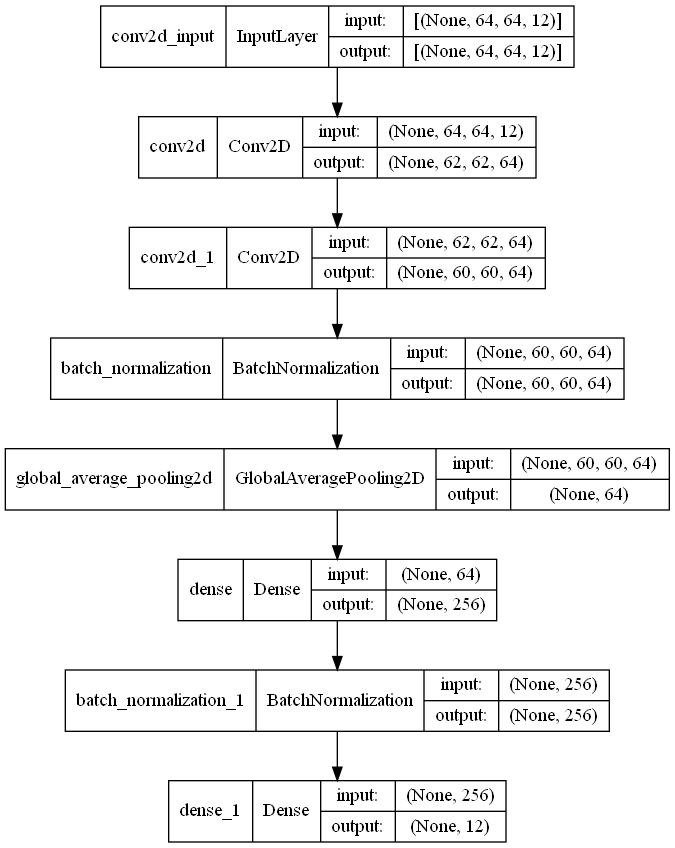 conv2d_input InputLayer input: [(None, 64, 64, 12)]
output: [(None, 64, 64, 12)]
conv2d Conv2D input: (None, 64, 64, 12)
output: (None, 62, 62, 64)
conv2d_1 Conv2D input: (None, 62, 62, 64)
output: (None, 60, 60, 64)
batch_normalization BatchNormalization input: (None, 60, 60, 64)
output: (None, 60, 60, 64)
global_average_pooling2d GlobalAveragePooling2D input: (None, 60, 60, 64)
output: (None, 64)
dense Dense input: (None, 64)
output: (None, 256)
batch_normalization_1 BatchNormalization input: (None, 256)
output: (None, 256)
dense_1 Dense input: (None, 256)
output: (None, 12)